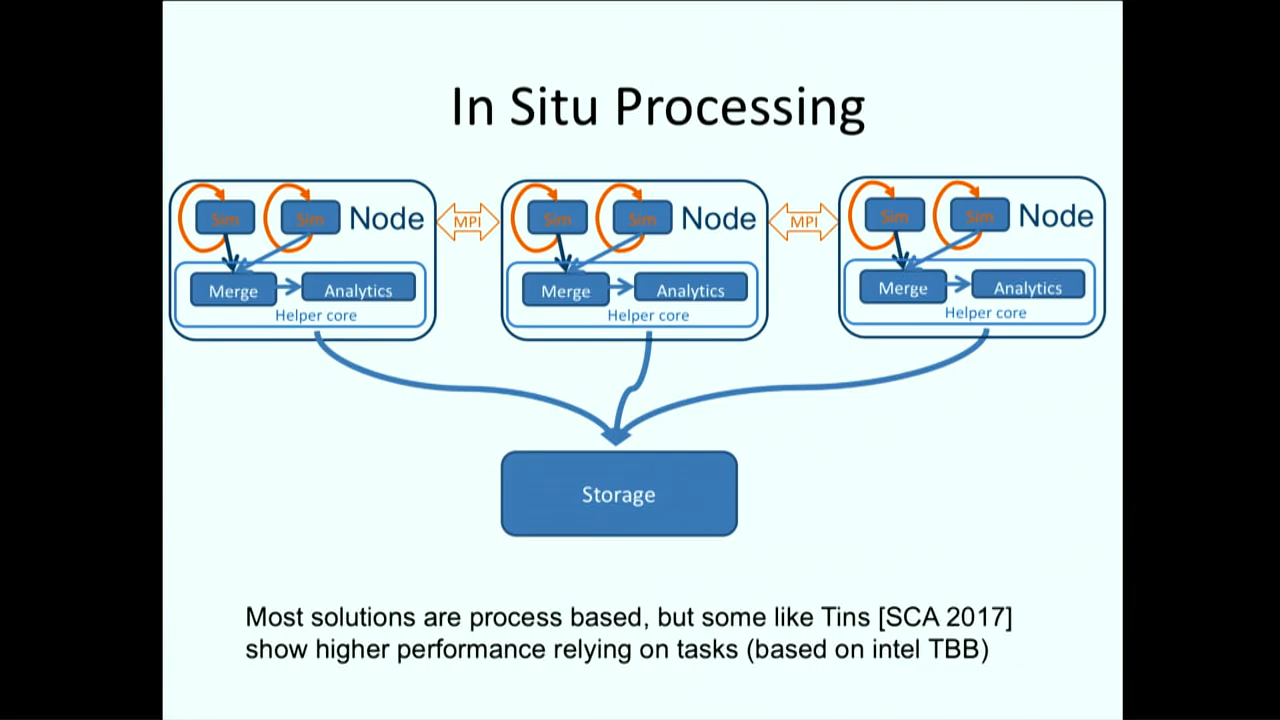 In Situ Processing
Sim Sim Node
MPI
Sim Sim Node
MPI
Sim Sim Node
Merge Analytics
Helper core
Merge Analytics
Helper core
Merge Analytics
Helper core
Storage
Most solutions are process based, but some like Tins [SCA 2017]
show higher performance relying on tasks (based on intel TBB)